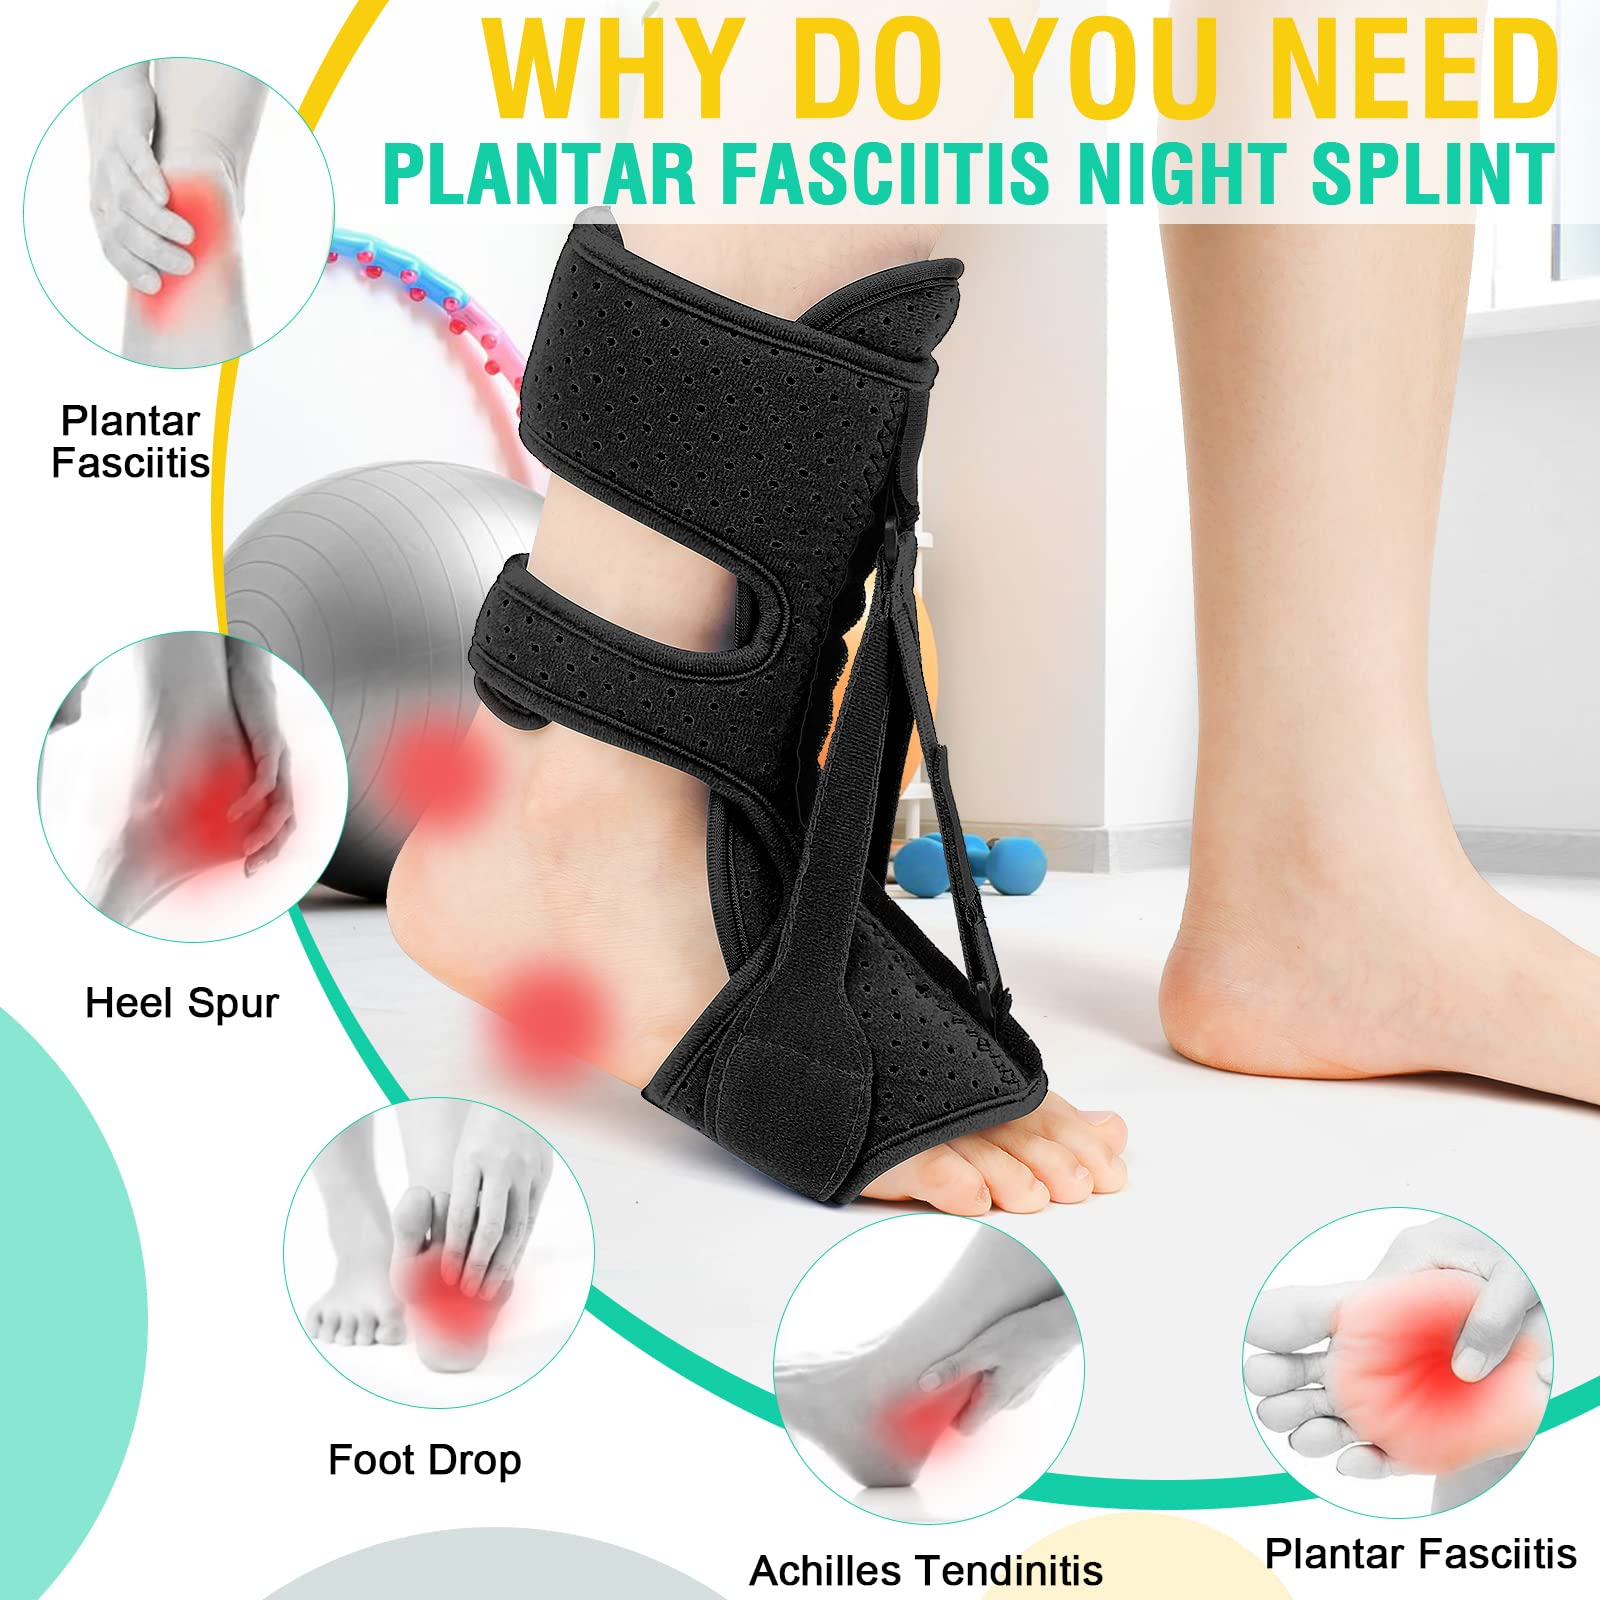 WHY DO YOU NEED
PLANTAR FASCIITIS NIGHT SPLINT
Plantar
Fasciitis
Heel Spur
Foot Drop
Achilles Tendinitis
Plantar Fasciitis